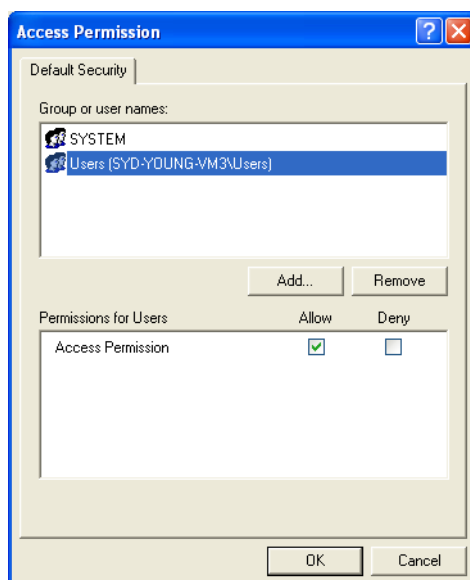 Access Permission
Default Security
Group or user names:
SYSTEM
Users (SYD-YOUNG-VM3\Users)
Add... Remove
Permissions for Users Allow Deny
Access Permission
OK Cancel